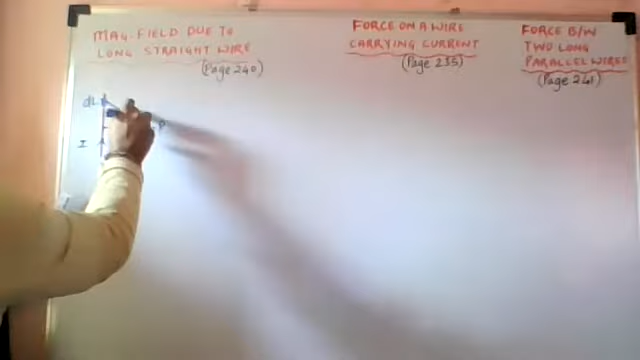 MAG. FIELD DUE TO
LONG STRAIGHT WIRE
(Page 240)
FORCE ON A WIRE
CARRYING CURRENT
(Page 235)
FORCE B/W
TWO LONG
PARALLEL WIRES
(Page 241)
dL
I
P